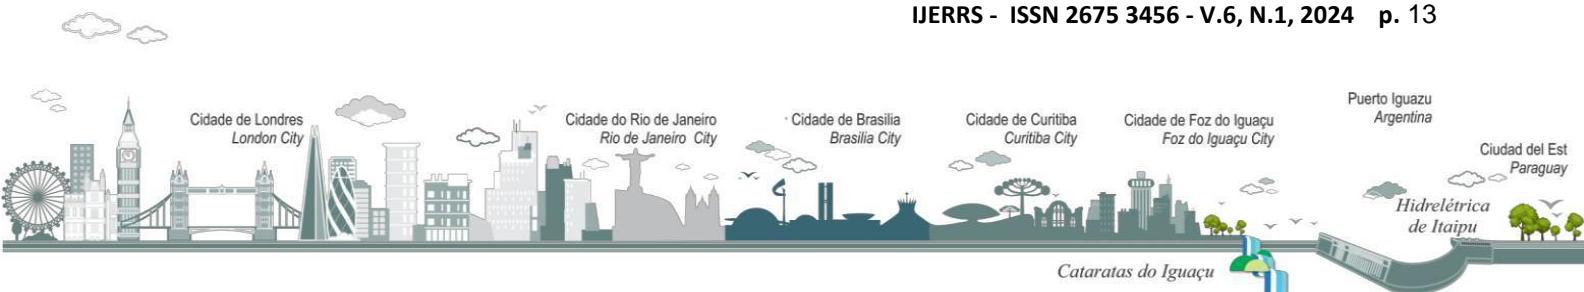 IJERRS - ISSN 2675 3456 - V.6, N.1, 2024 p. 13
Cidade de Londres
London City
Cidade do Rio de Janeiro
Rio de Janeiro City
Cidade de Brasilia
Brasilia City
Cidade de Curitiba
Curitiba City
Cidade de Foz do Iguaçu
Foz do Iguaçu City
Puerto Iguazu
Argentina
Ciudad del Est
Paraguay
Hidrelétrica
de Itaipu
Cataratas do Iguaçu